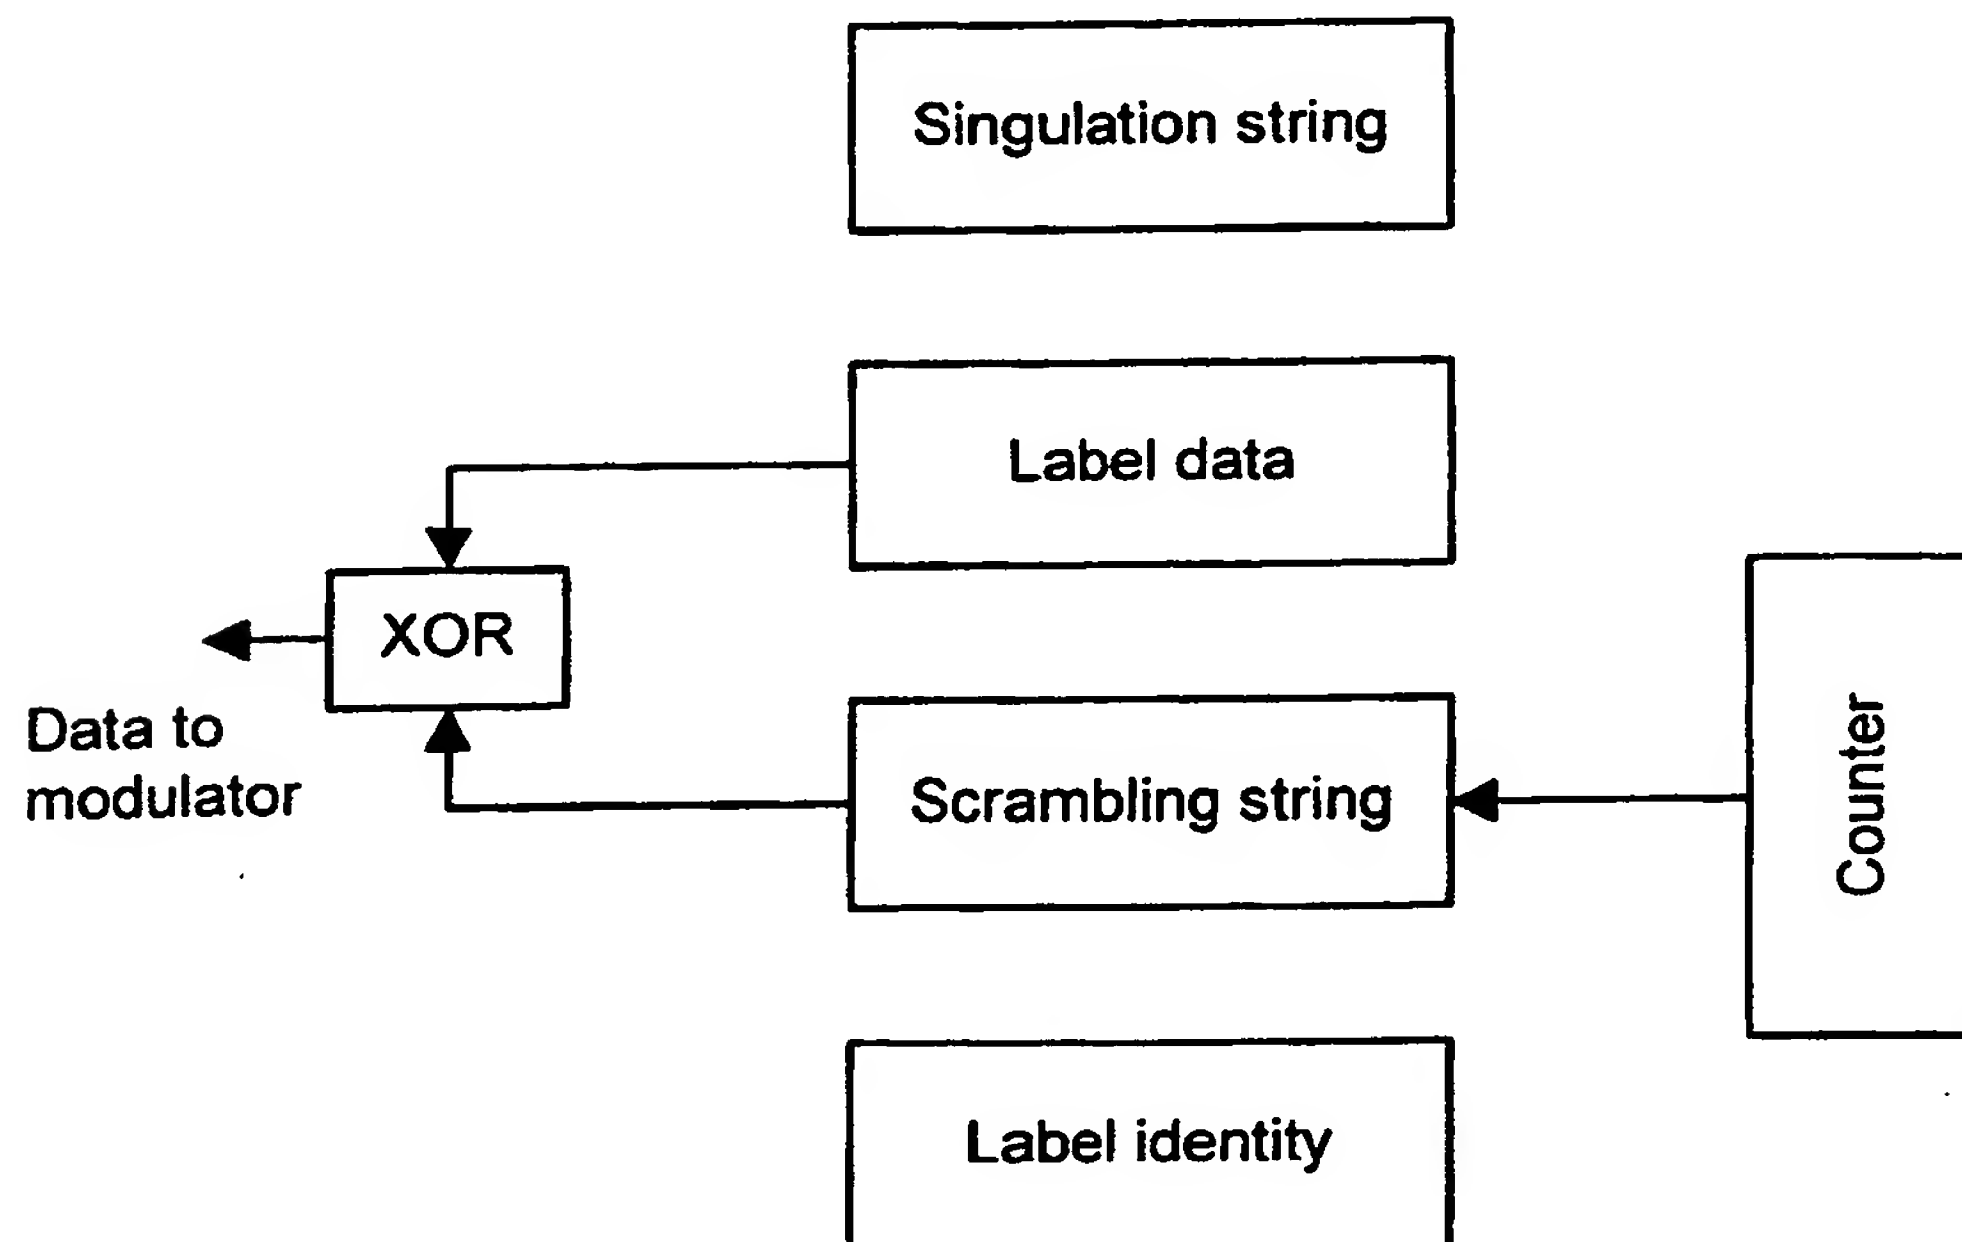 Singulation string
Label data
XOR
Data to
modulator
Scrambling string
Counter
Label identity